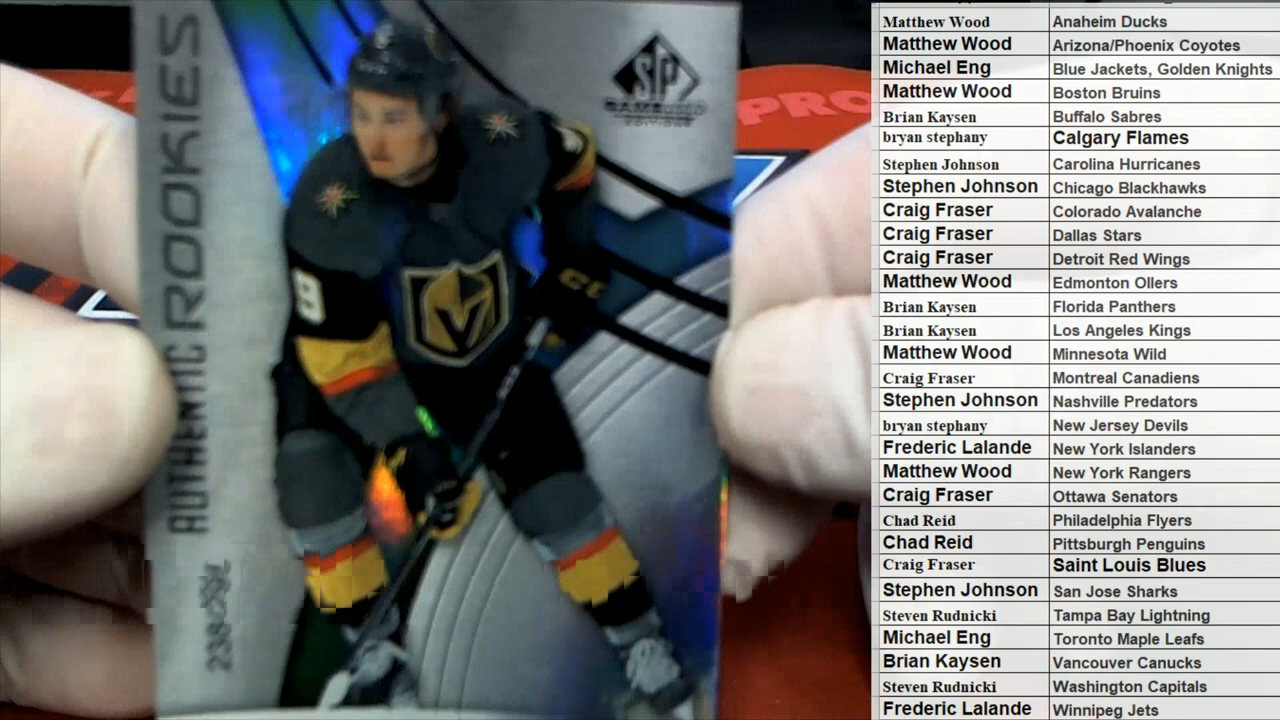 AUTHENTIC ROOKIES
SP
GAME USED
EDITIONS
PRO
9
V
CC
Matthew Wood Anaheim Ducks
Matthew Wood Arizona/Phoenix Coyotes
Michael Eng Blue Jackets, Golden Knights
Matthew Wood Boston Bruins
Brian Kaysen Buffalo Sabres
bryan stephany Calgary Flames
Stephen Johnson Carolina Hurricanes
Stephen Johnson Chicago Blackhawks
Craig Fraser Colorado Avalanche
Craig Fraser Dallas Stars
Craig Fraser Detroit Red Wings
Matthew Wood Edmonton Ollers
Brian Kaysen Florida Panthers
Brian Kaysen Los Angeles Kings
Matthew Wood Minnesota Wild
Craig Fraser Montreal Canadiens
Stephen Johnson Nashville Predators
bryan stephany New Jersey Devils
Frederic Lalande New York Islanders
Matthew Wood New York Rangers
Craig Fraser Ottawa Senators
Chad Reid Philadelphia Flyers
Chad Reid Pittsburgh Penguins
Craig Fraser Saint Louis Blues
Stephen Johnson San Jose Sharks
Steven Rudnicki Tampa Bay Lightning
Michael Eng Toronto Maple Leafs
Brian Kaysen Vancouver Canucks
Steven Rudnicki Washington Capitals
Frederic Lalande Winnipeg Jets